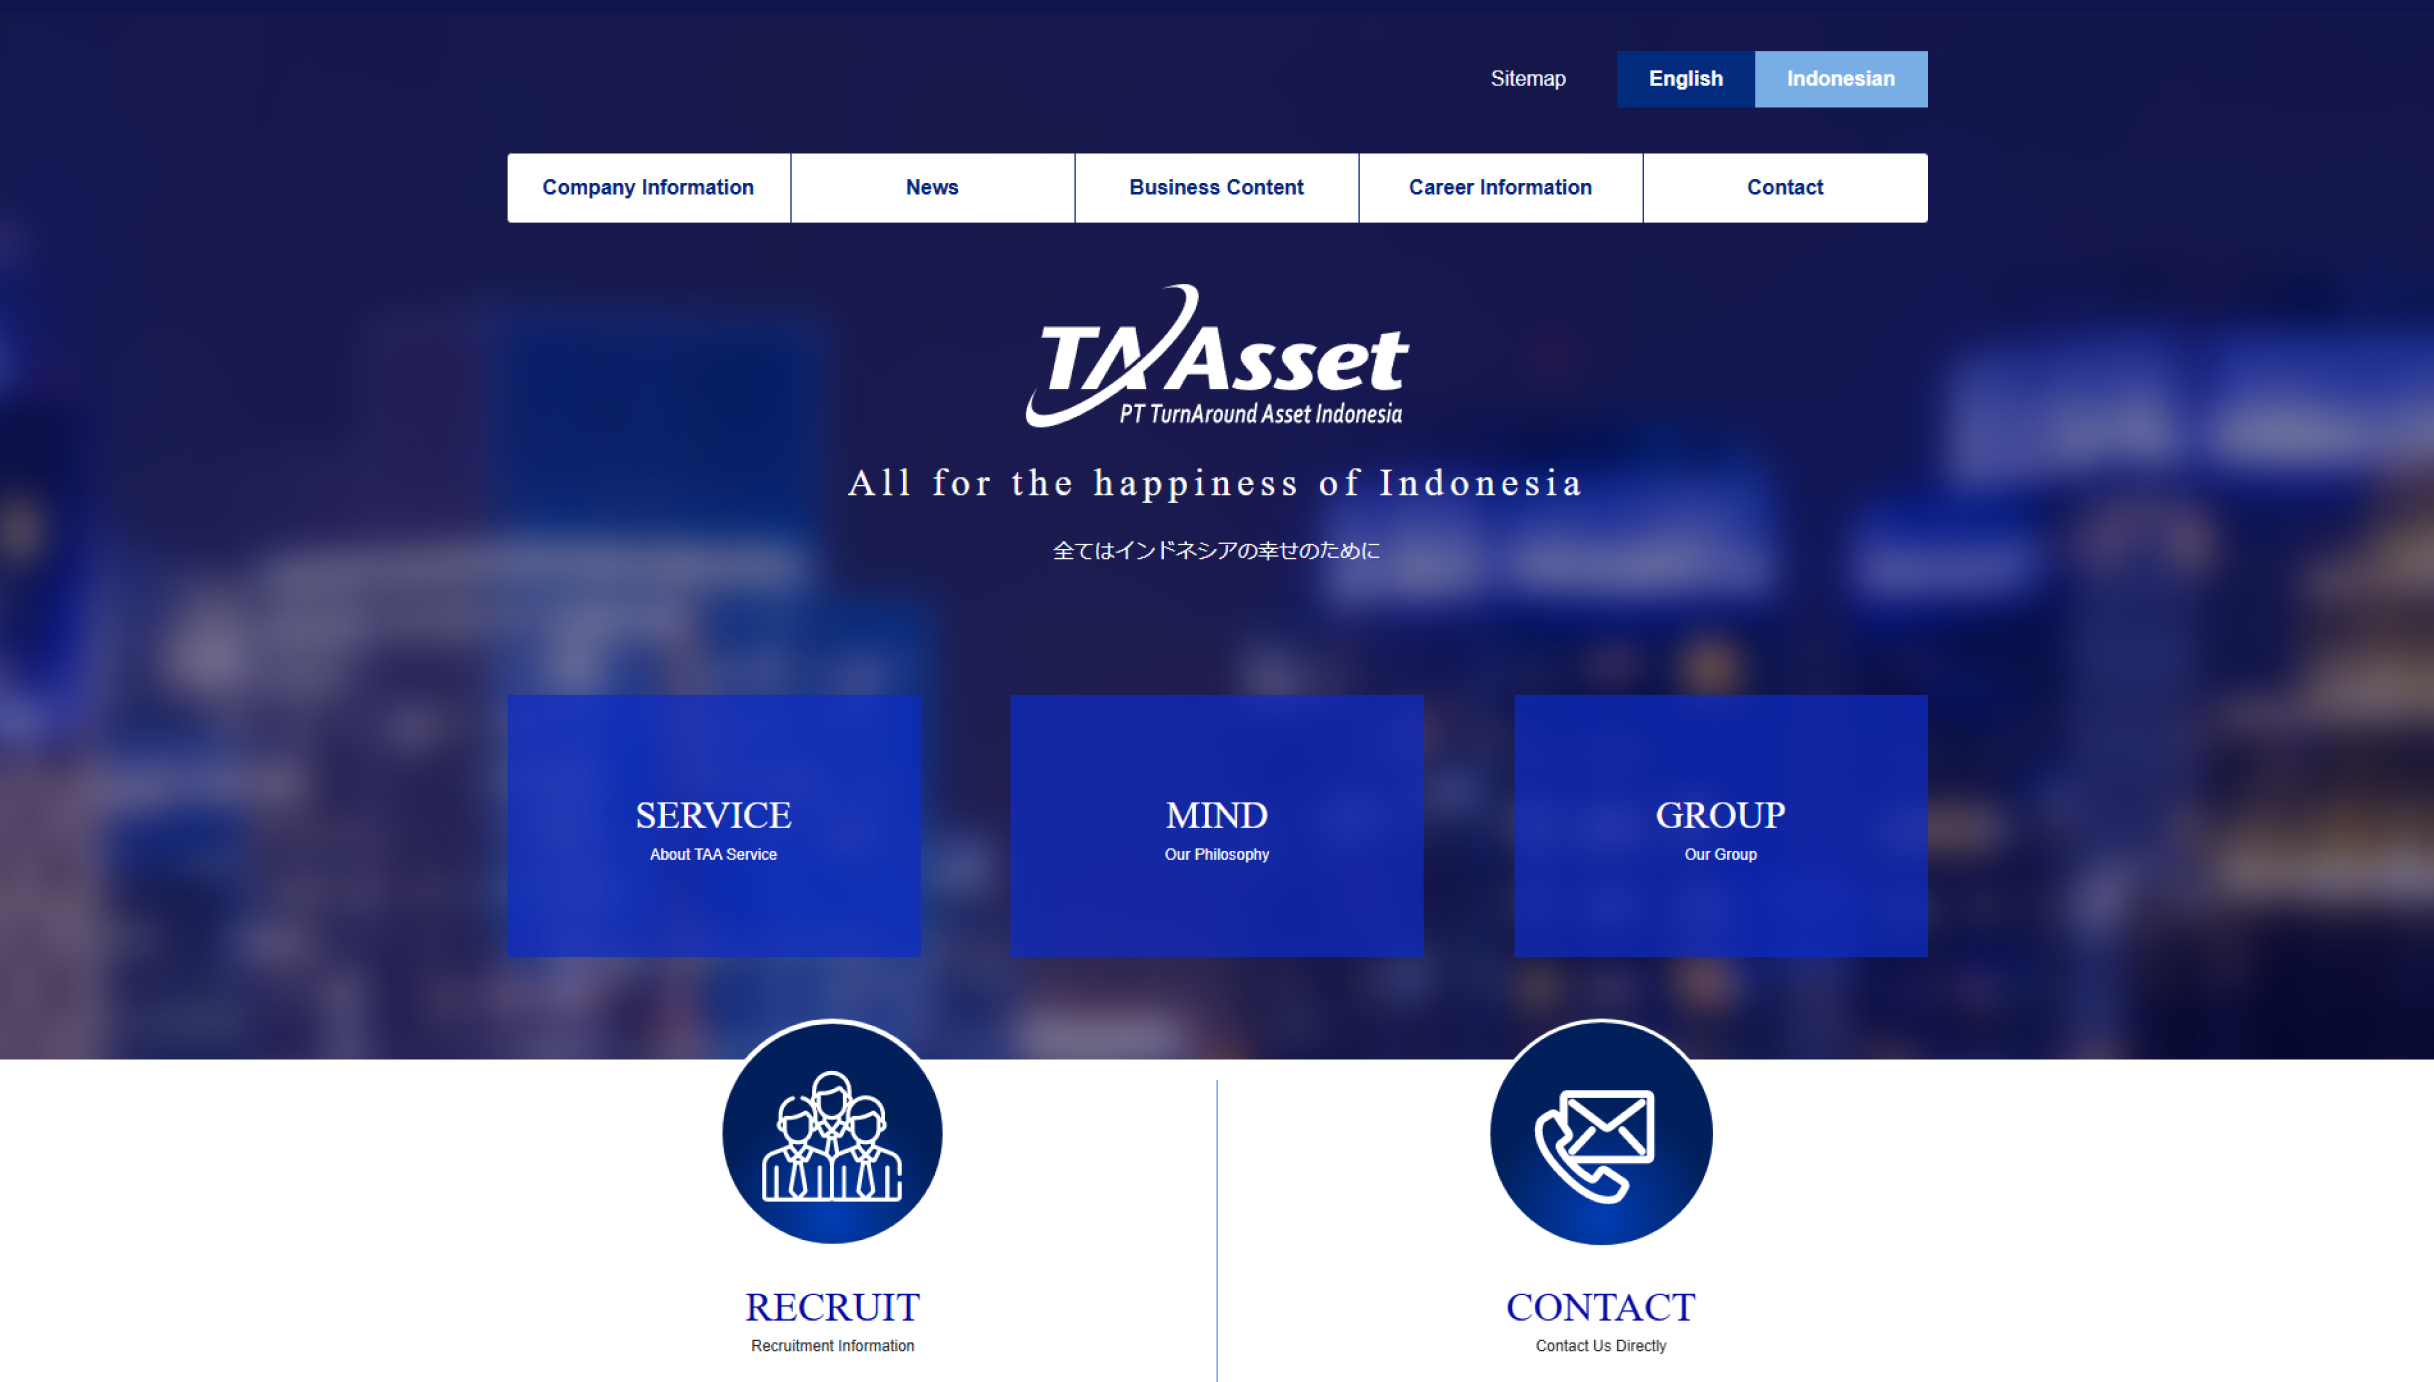 Sitemap
English
Indonesian
Company Information
News
Business Content
Career Information
Contact
TAAsset
PT TurnAround Asset Indonesia
All for the happiness of Indonesia
全てはインドネシアの幸せのために
SERVICE
About TAA Service
MIND
Our Philosophy
GROUP
Our Group
RECRUIT
Recruitment Information
CONTACT
Contact Us Directly